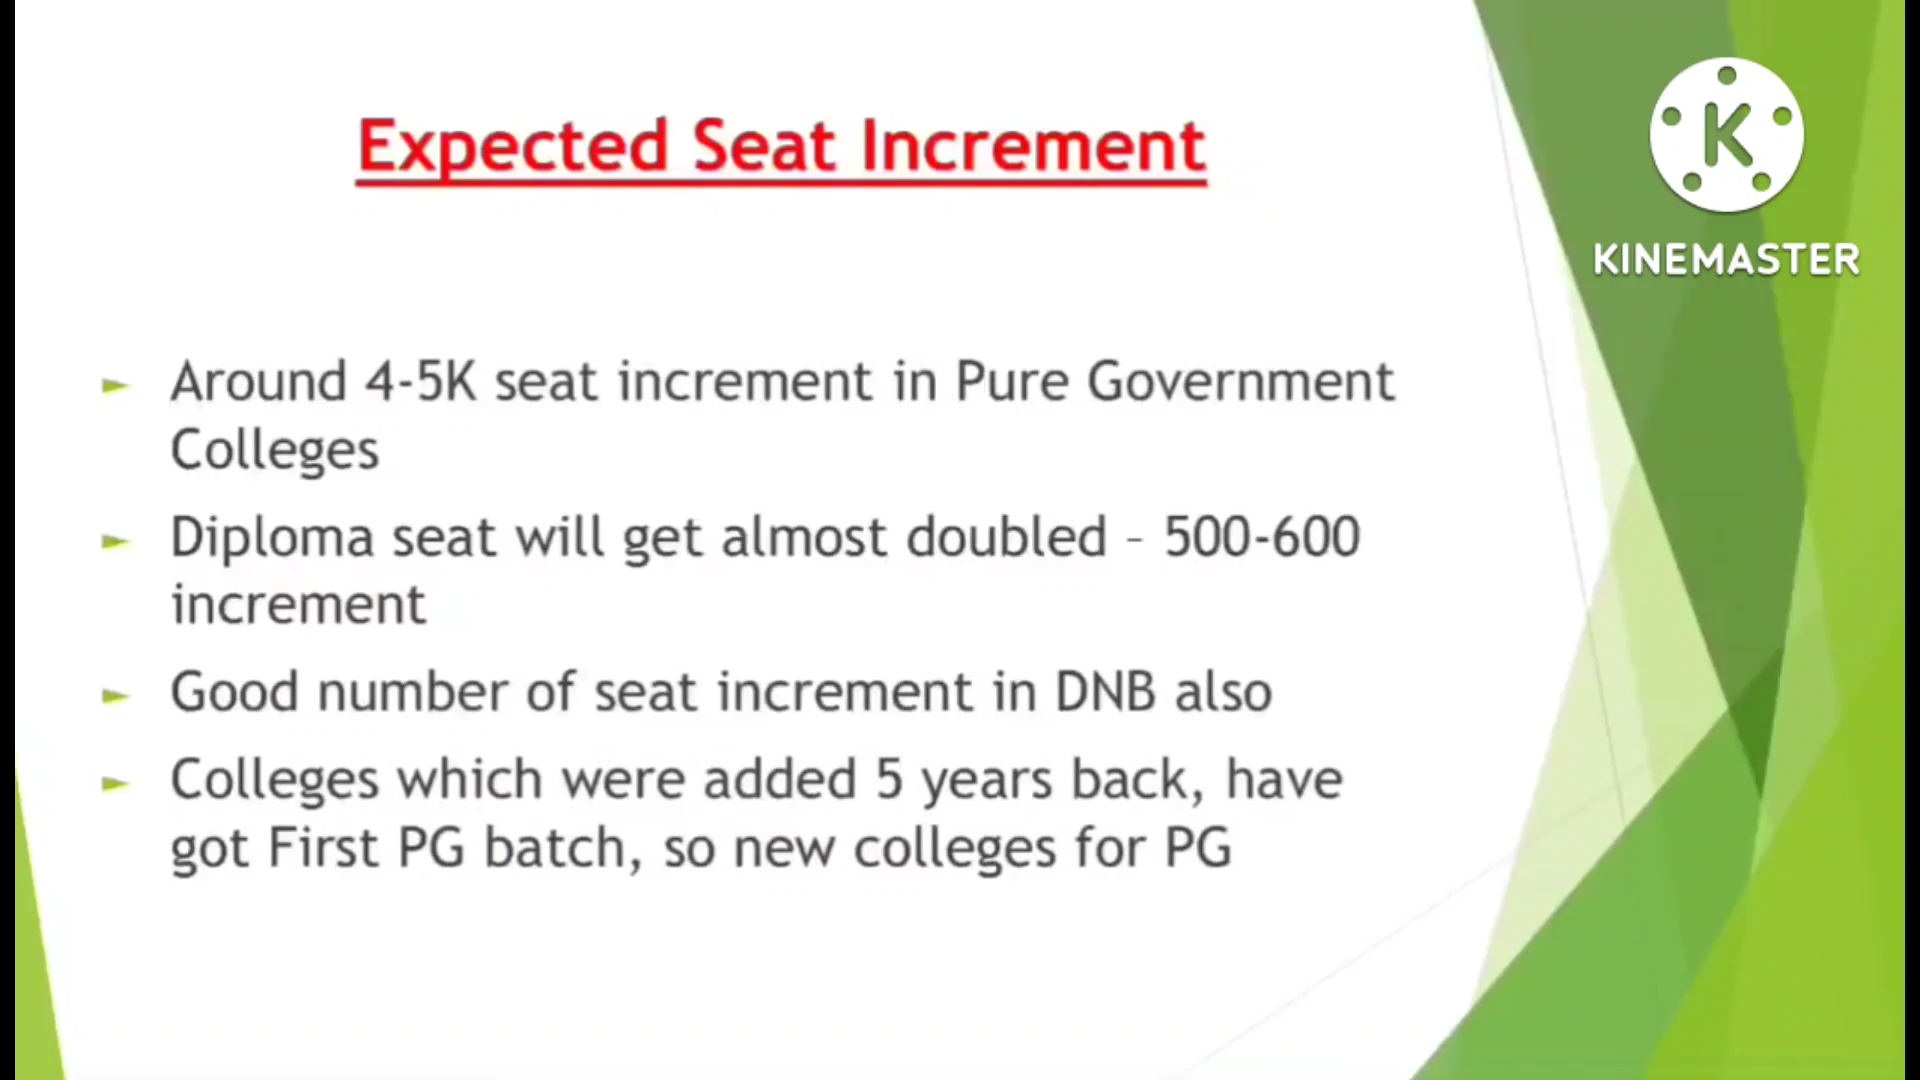 Expected Seat Increment
K
KINEMASTER
► Around 4-5K seat increment in Pure Government
Colleges
► Diploma seat will get almost doubled – 500-600
increment
► Good number of seat increment in DNB also
► Colleges which were added 5 years back, have
got First PG batch, so new colleges for PG